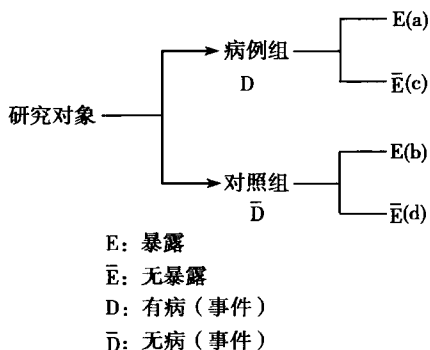 E(a)
病例组
D
Ē(c)
研究对象
E(b)
对照组
D̄
Ē(d)
E：暴露
Ē：无暴露
D：有病（事件）
D̄：无病（事件）